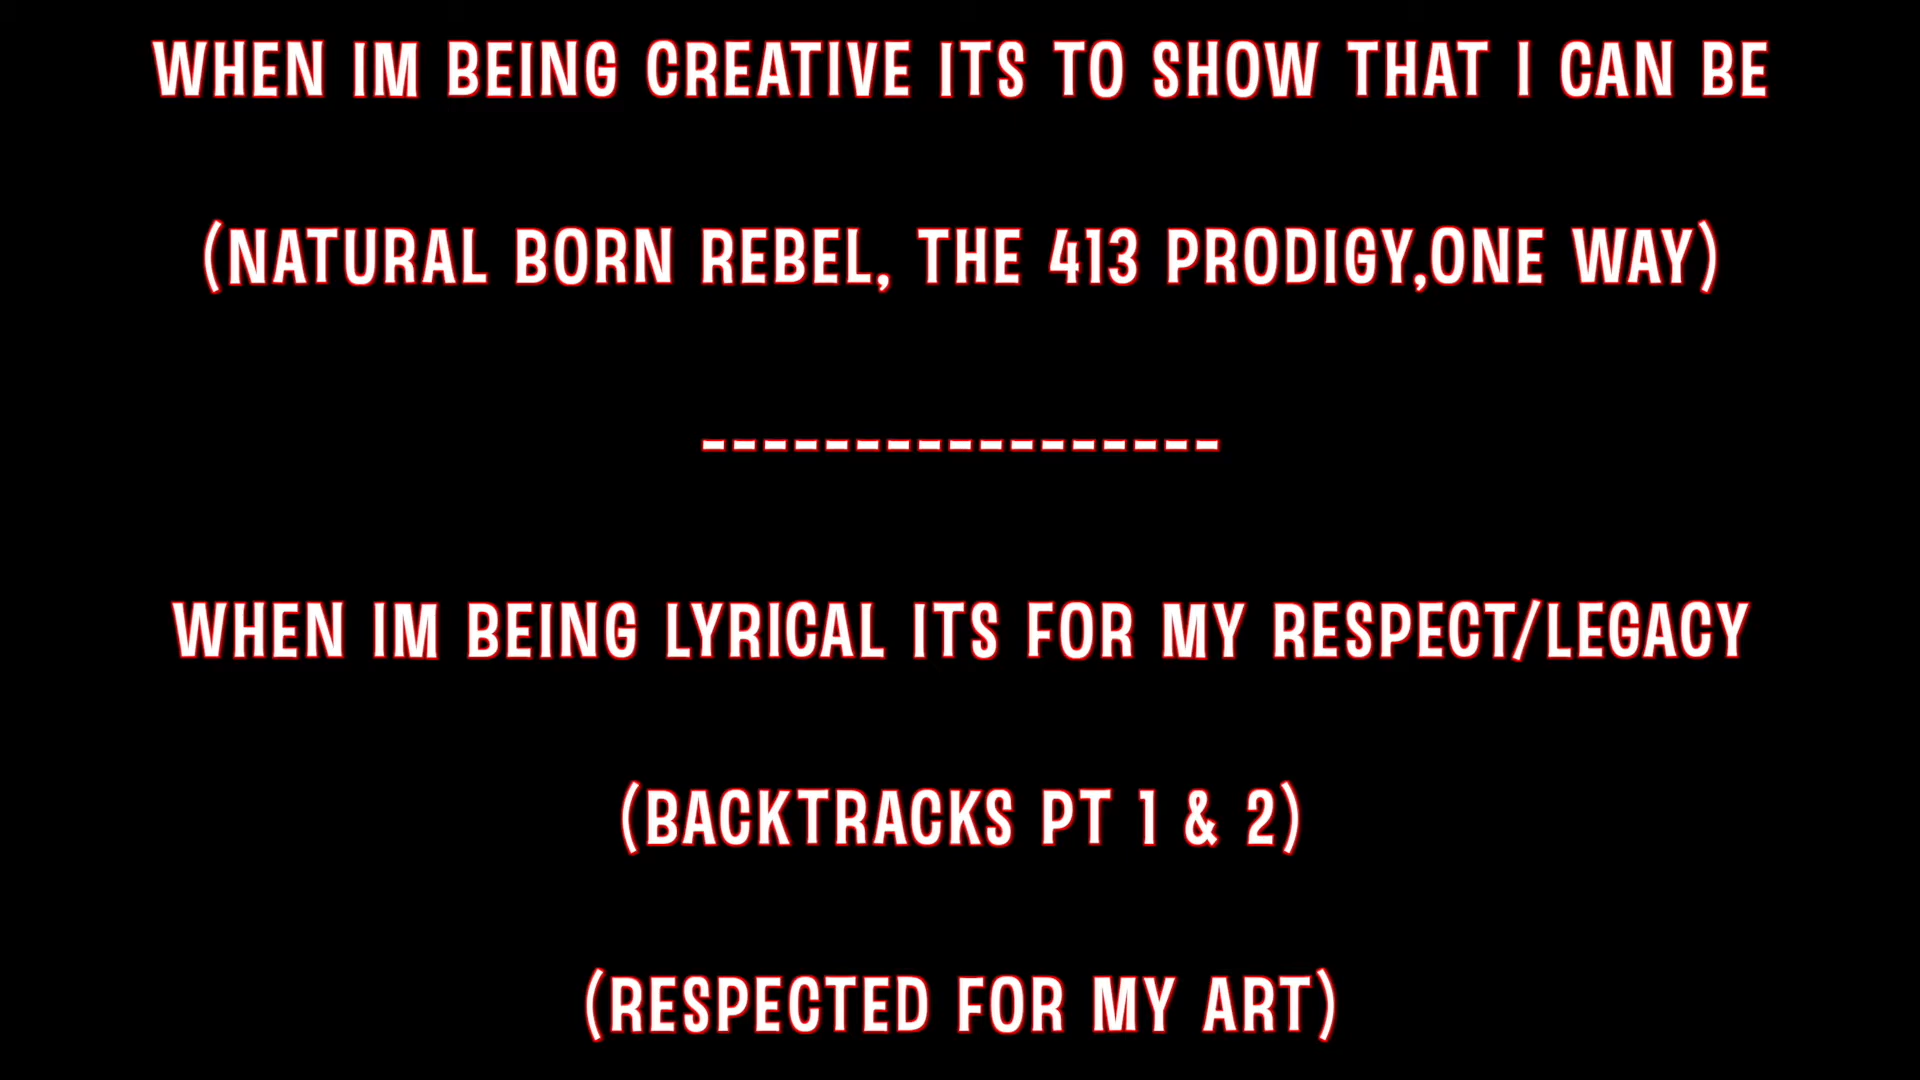 WHEN IM BEING CREATIVE ITS TO SHOW THAT I CAN BE
(NATURAL BORN REBEL, THE 413 PRODIGY,ONE WAY)
-----------------
WHEN IM BEING LYRICAL ITS FOR MY RESPECT/LEGACY
(BACKTRACKS PT 1 & 2)
(RESPECTED FOR MY ART)